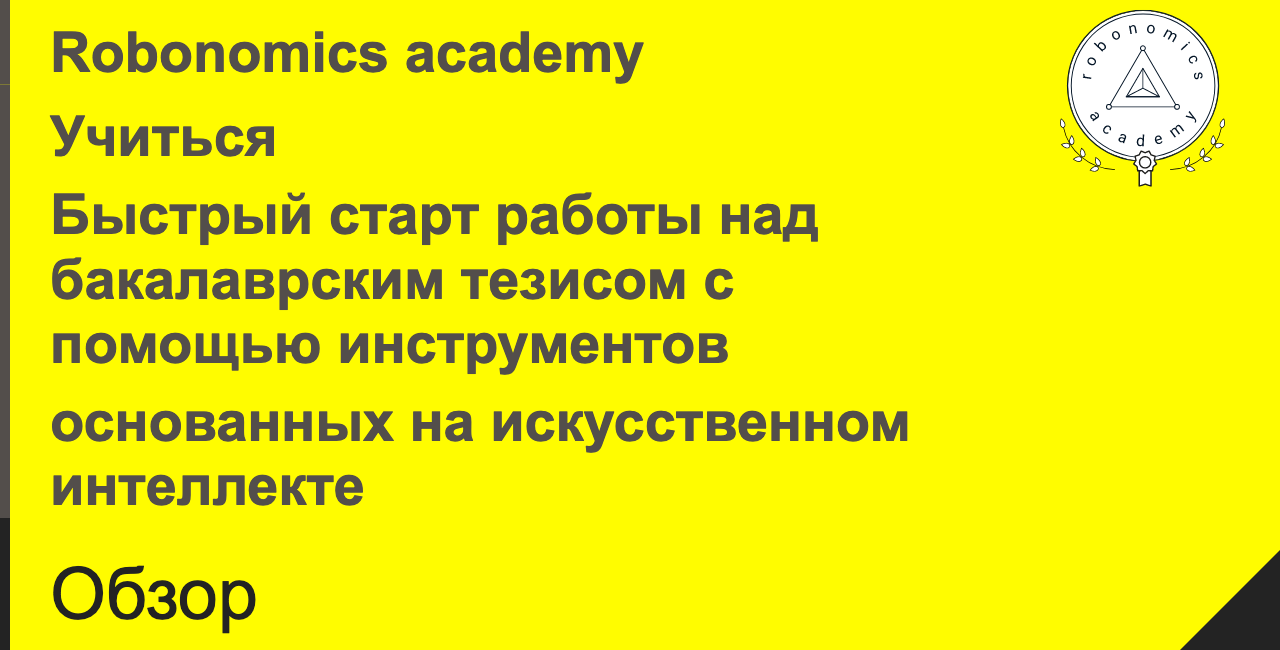 Robonomics academy
Учиться
Быстрый старт работы над
бакалаврским тезисом с
помощью инструментов
основанных на искусственном
интеллекте
Обзор
robonomics
academy